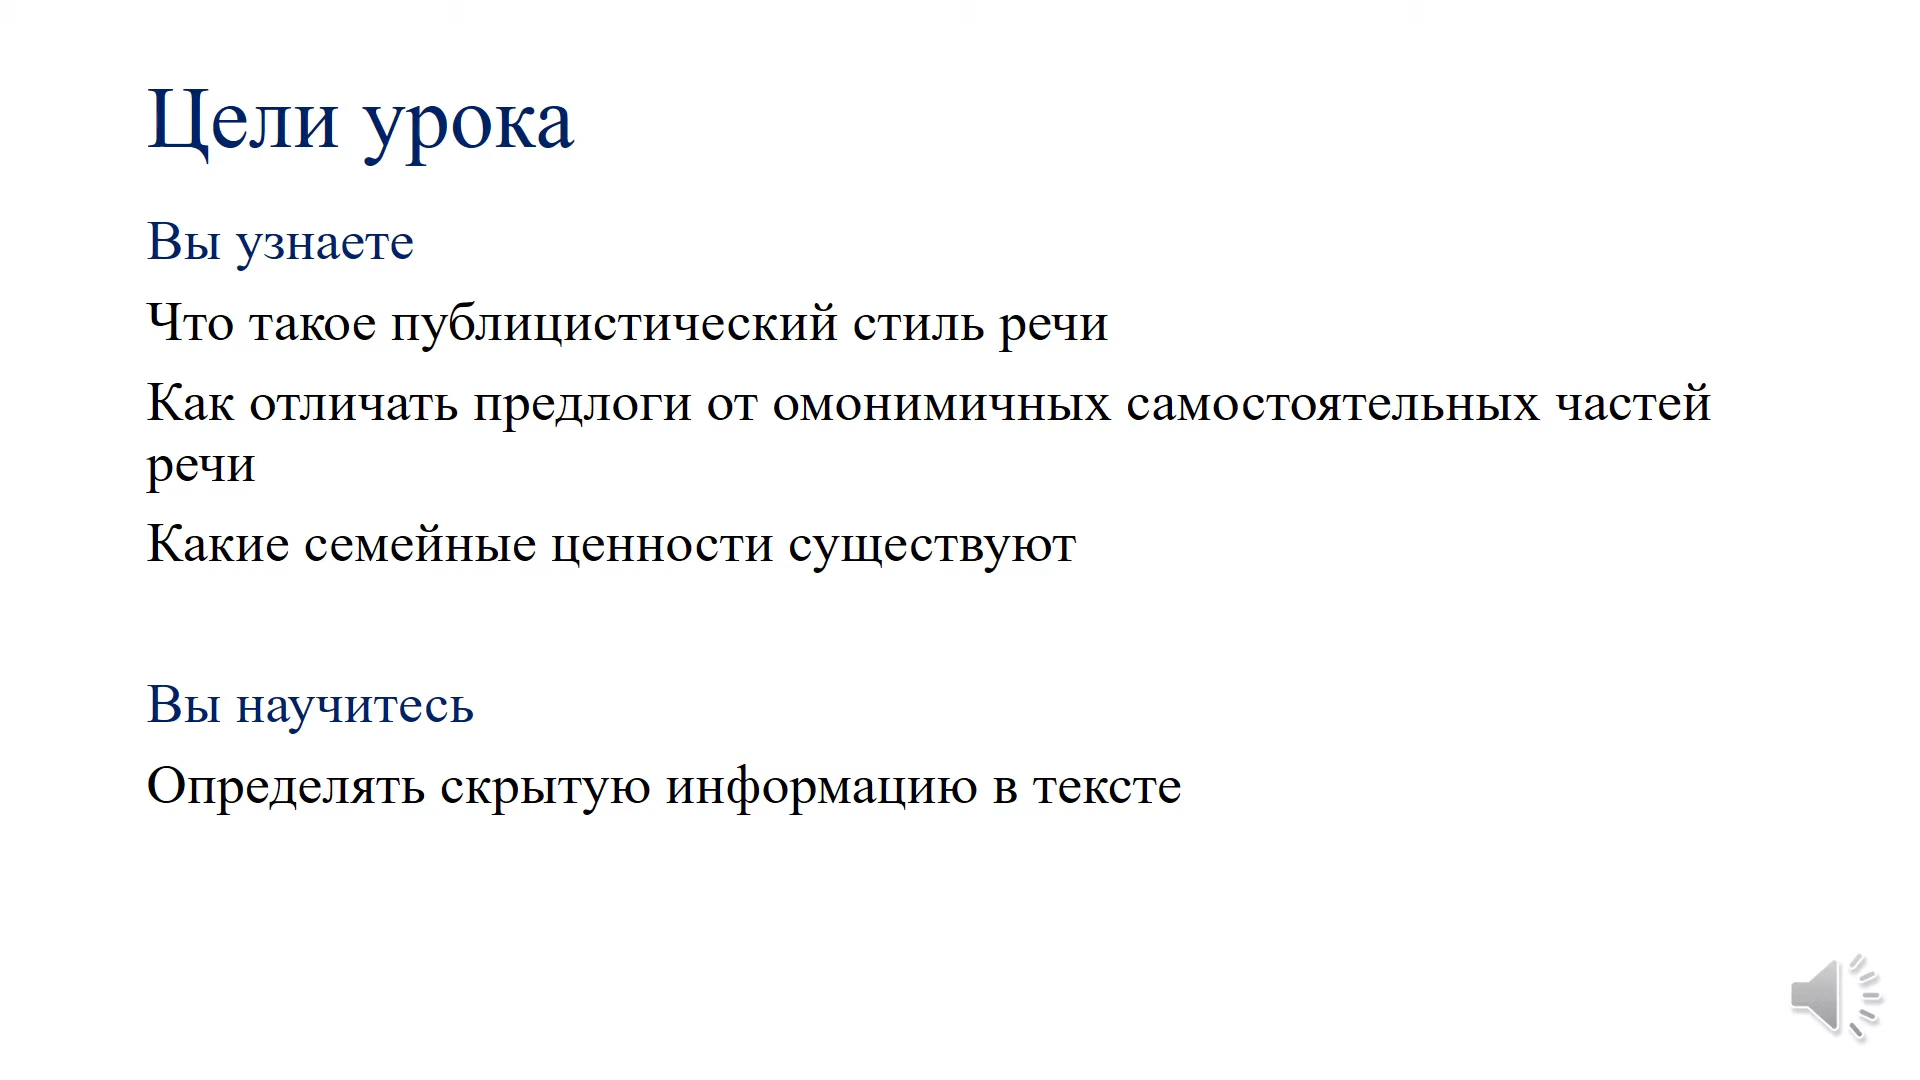 Цели урока
Вы узнаете
Что такое публицистический стиль речи
Как отличать предлоги от омонимичных самостоятельных частей
речи
Какие семейные ценности существуют
Вы научитесь
Определять скрытую информацию в тексте